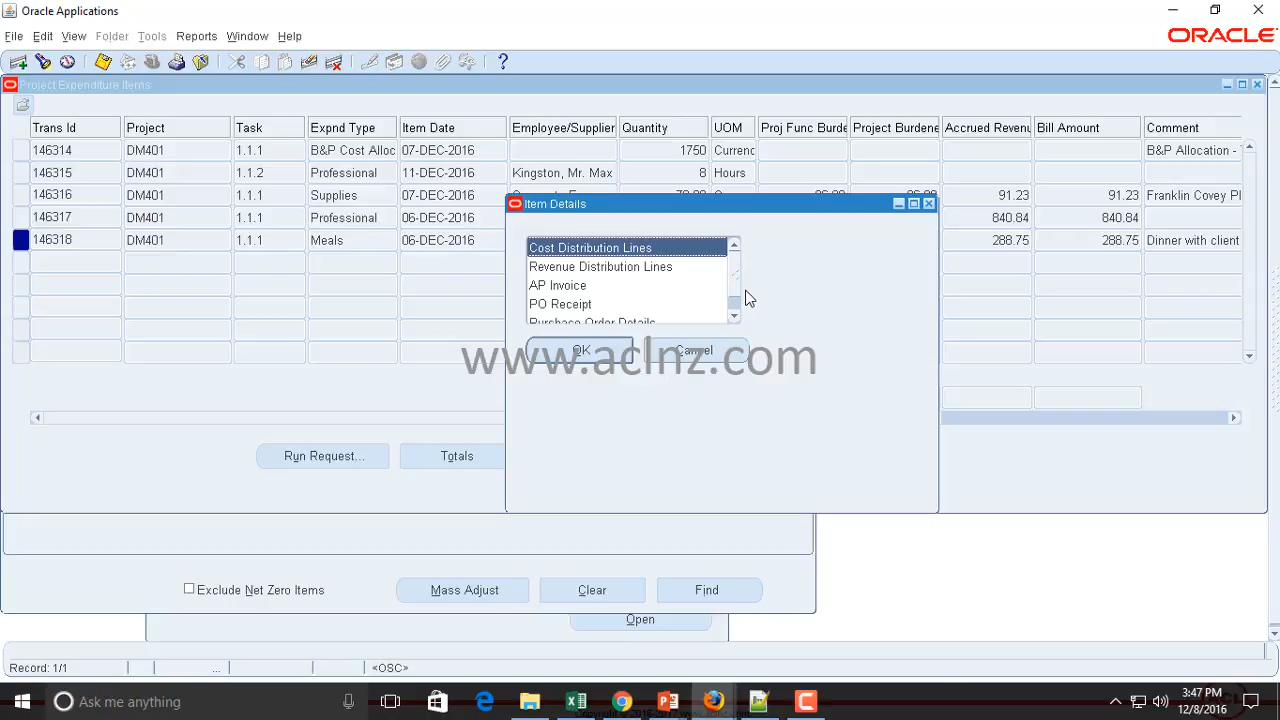 Oracle Applications
File Edit View Folder Tools Reports Window Help
ORACLE
Project Expenditure Items
Trans Id Project Task Expnd Type Item Date Employee/Supplier Quantity UOM Proj Func Burde Project Burdene Accrued Revenu Bill Amount Comment
146314 DM401 1.1.1 B&P Cost Alloc 07-DEC-2016 1750 Currenc B&P Allocation -
146315 DM401 1.1.2 Professional 11-DEC-2016 Kingston, Mr. Max 8 Hours
146316 DM401 1.1.1 Supplies 07-DEC-2016 91.23 91.23 Franklin Covey Pl
146317 DM401 1.1.1 Professional 06-DEC-2016 840.84 840.84
146318 DM401 1.1.1 Meals 06-DEC-2016 288.75 288.75 Dinner with client
Item Details
Cost Distribution Lines
Revenue Distribution Lines
AP Invoice
PO Receipt
Purchase Order Details
OK Cancel
www.aclnz.com
Run Request... Totals
Exclude Net Zero Items Mass Adjust Clear Find
Open
Record: 1/1 ... <OSC>
Ask me anything
3:47 PM
12/8/2016